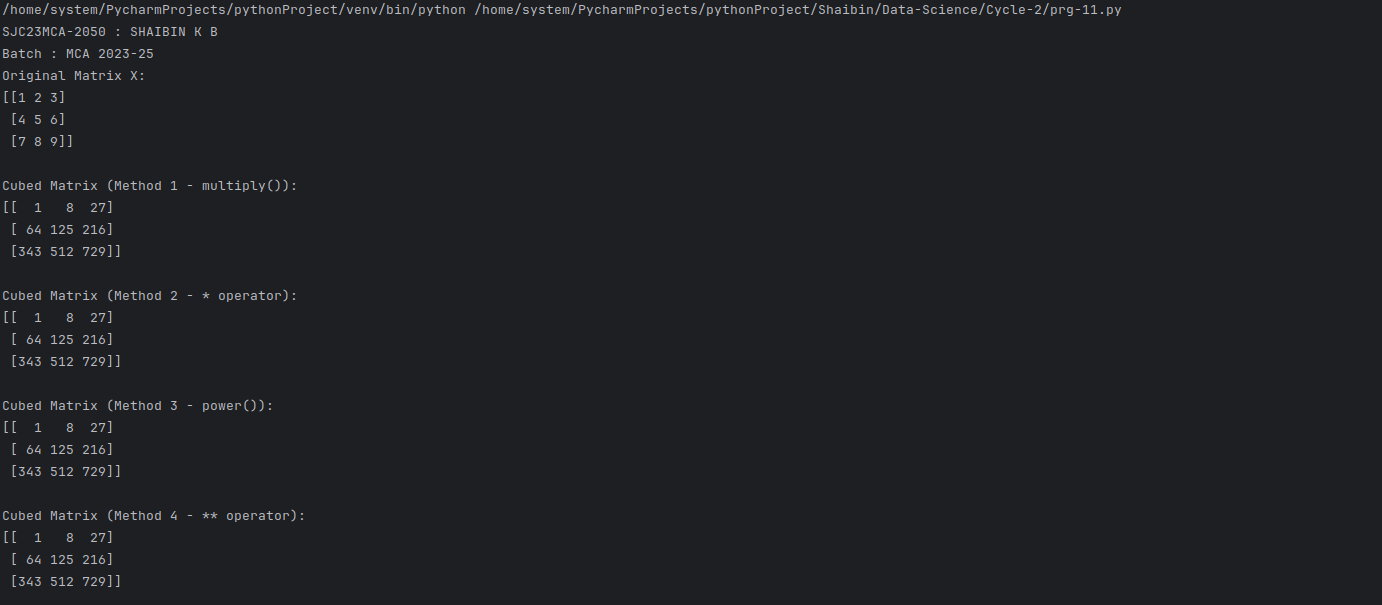 /home/system/PycharmProjects/pythonProject/venv/bin/python /home/system/PycharmProjects/pythonProject/Shaibin/Data-Science/Cycle-2/prg-11.py
SJC23MCA-2050 : SHAIBIN K B
Batch : MCA 2023-25
Original Matrix X:
[[1 2 3]
 [4 5 6]
 [7 8 9]]

Cubed Matrix (Method 1 - multiply()):
[[  1   8  27]
 [ 64 125 216]
 [343 512 729]]

Cubed Matrix (Method 2 - * operator):
[[  1   8  27]
 [ 64 125 216]
 [343 512 729]]

Cubed Matrix (Method 3 - power()):
[[  1   8  27]
 [ 64 125 216]
 [343 512 729]]

Cubed Matrix (Method 4 - ** operator):
[[  1   8  27]
 [ 64 125 216]
 [343 512 729]]